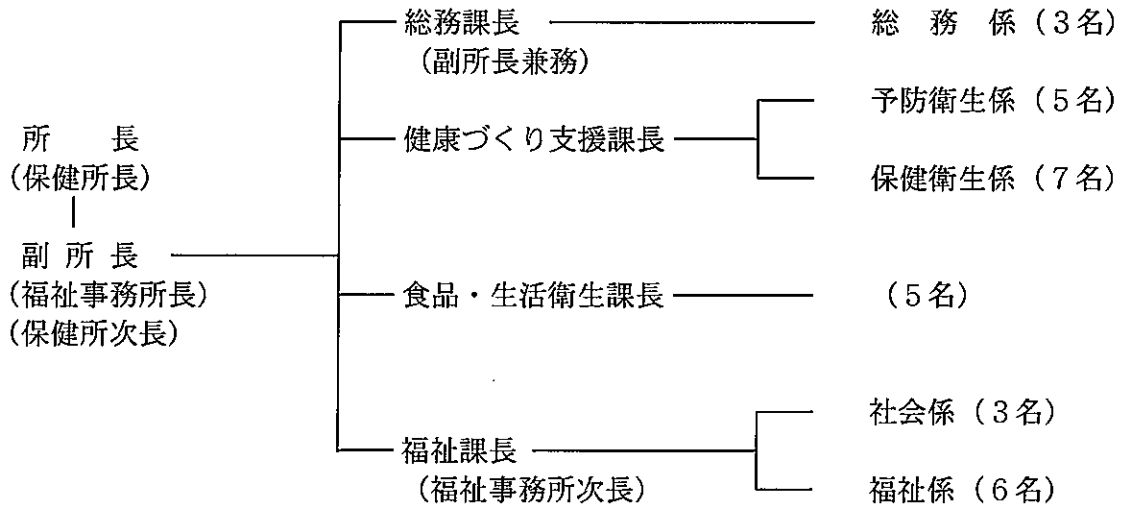 総務課長
総　務　係（3名）
（副所長兼務）
予防衛生係（5名）
所　　長
健康づくり支援課長
（保健所長）
保健衛生係（7名）
副 所 長
（福祉事務所長）
食品・生活衛生課長
（5名）
（保健所次長）
社会係（3名）
福祉課長
（福祉事務所次長）
福祉係（6名）